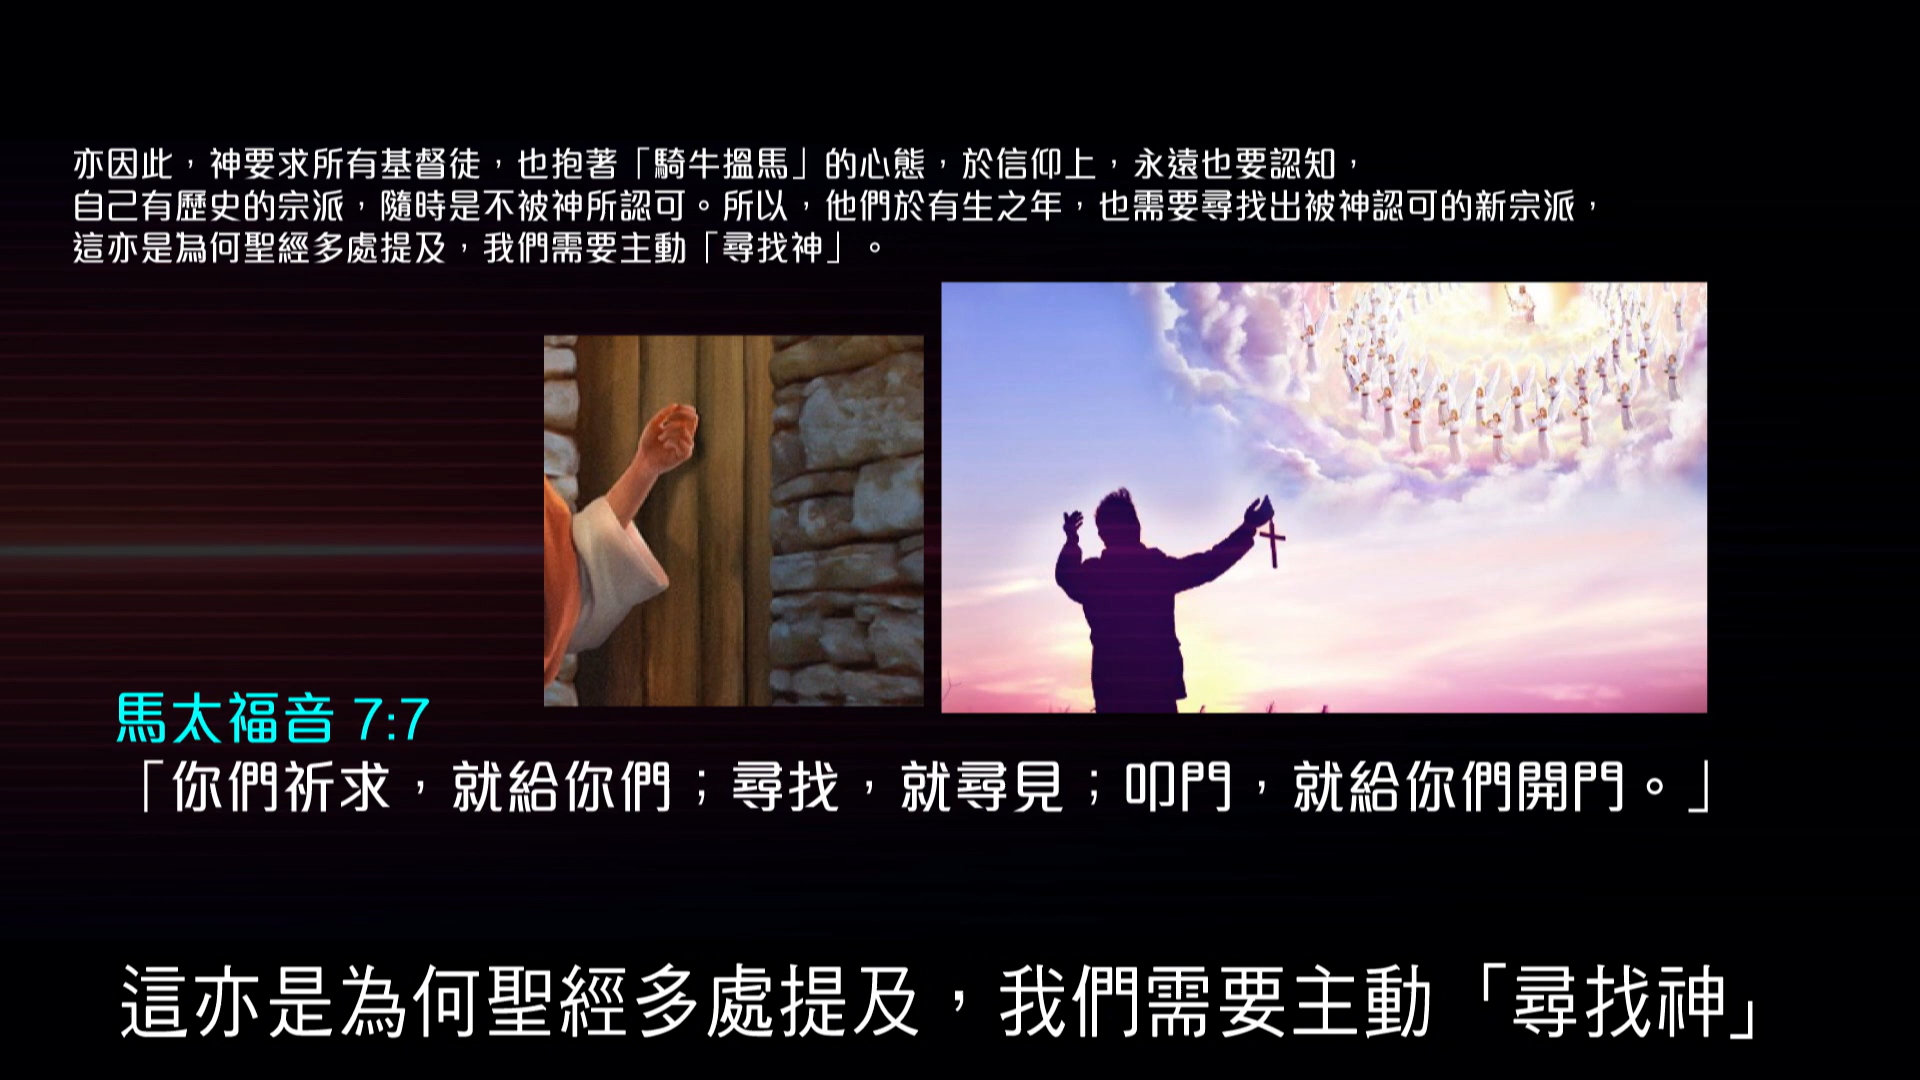 亦因此，神要求所有基督徒，也抱著「騎牛搵馬」的心態，於信仰上，永遠也要認知，
自己有歷史的宗派，隨時是不被神所認可。所以，他們於有生之年，也需要尋找出被神認可的新宗派，
這亦是為何聖經多處提及，我們需要主動「尋找神」。
馬太福音 7:7
「你們祈求，就給你們；尋找，就尋見；叩門，就給你們開門。」
這亦是為何聖經多處提及，我們需要主動「尋找神」